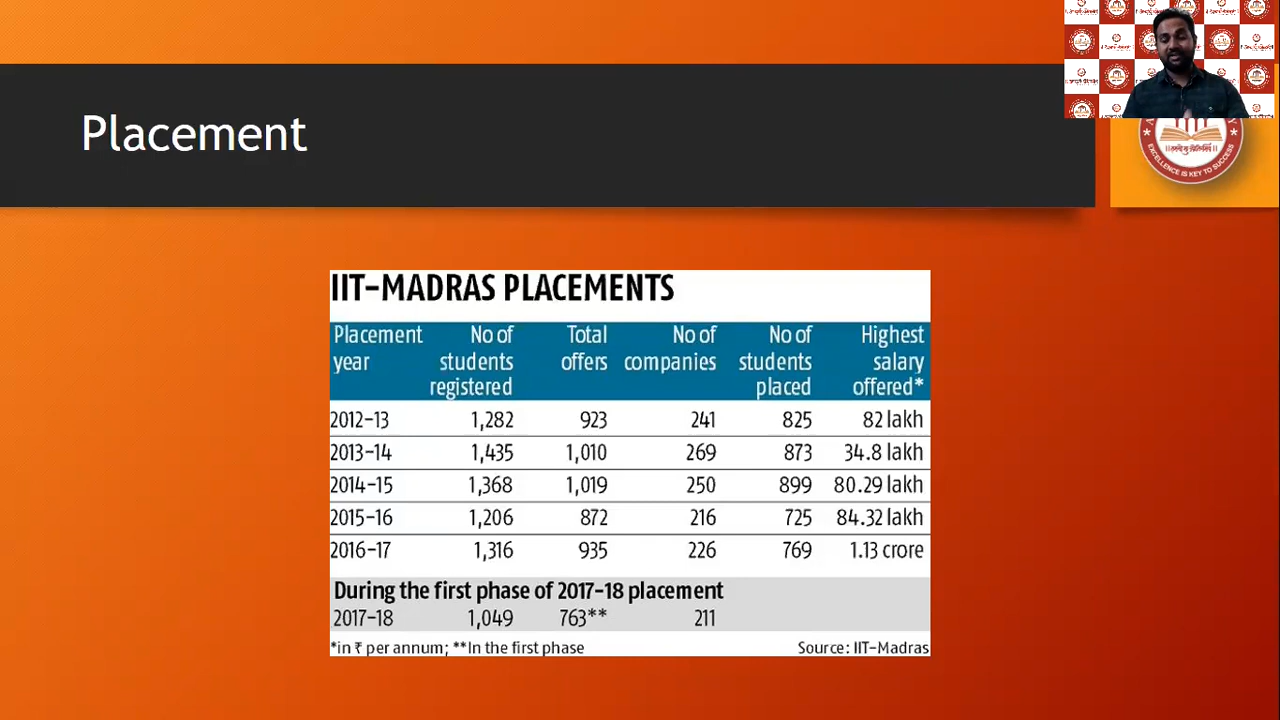 Placement
EXCELLENCE IS KEY TO SUCCESS
IIT-MADRAS PLACEMENTS
Placement year No of students registered Total offers No of companies No of students placed Highest salary offered*
2012-13 1,282 923 241 825 82 lakh
2013-14 1,435 1,010 269 873 34.8 lakh
2014-15 1,368 1,019 250 899 80.29 lakh
2015-16 1,206 872 216 725 84.32 lakh
2016-17 1,316 935 226 769 1.13 crore
During the first phase of 2017-18 placement
2017-18 1,049 763** 211
*in ₹ per annum; **In the first phase Source: IIT-Madras